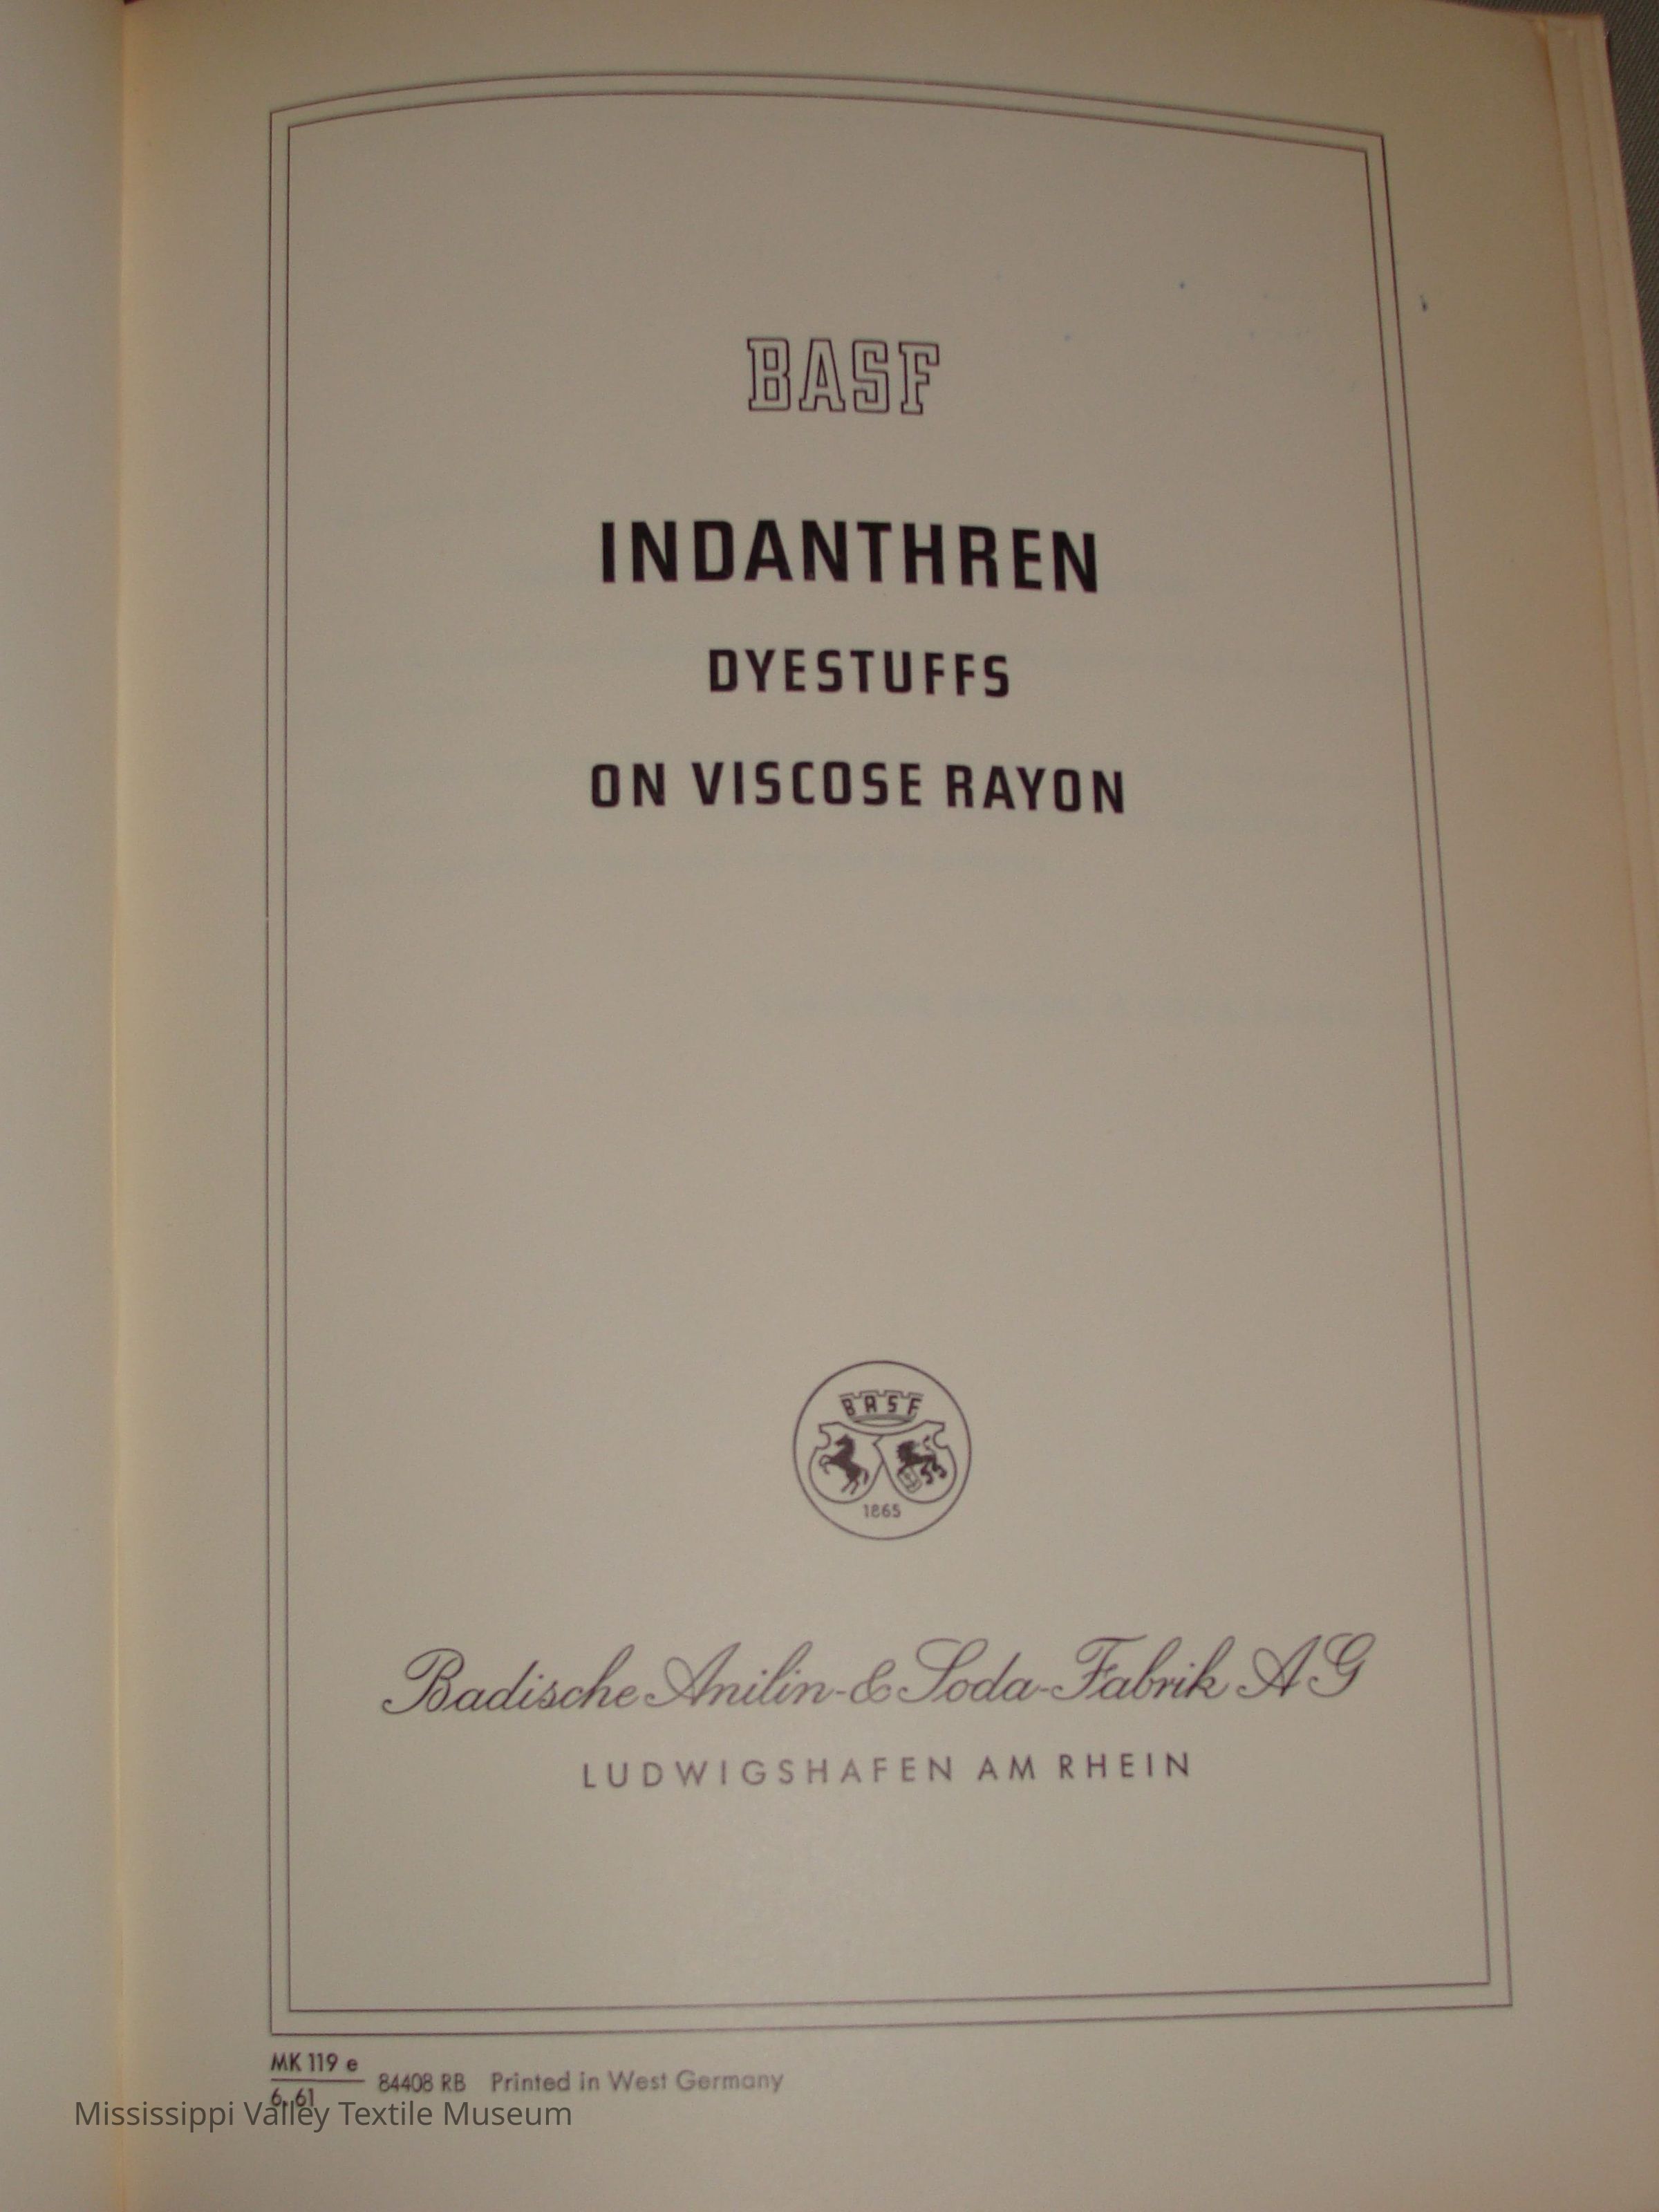 BASF
INDANTHREN
DYESTUFFS
ON VISCOSE RAYON
BASF
1865
Badische Anilin-& Soda-Fabrik AG
LUDWIGSHAFEN AM RHEIN
MK 119 e
6. 61
84408 RB Printed in West Germany
Mississippi Valley Textile Museum